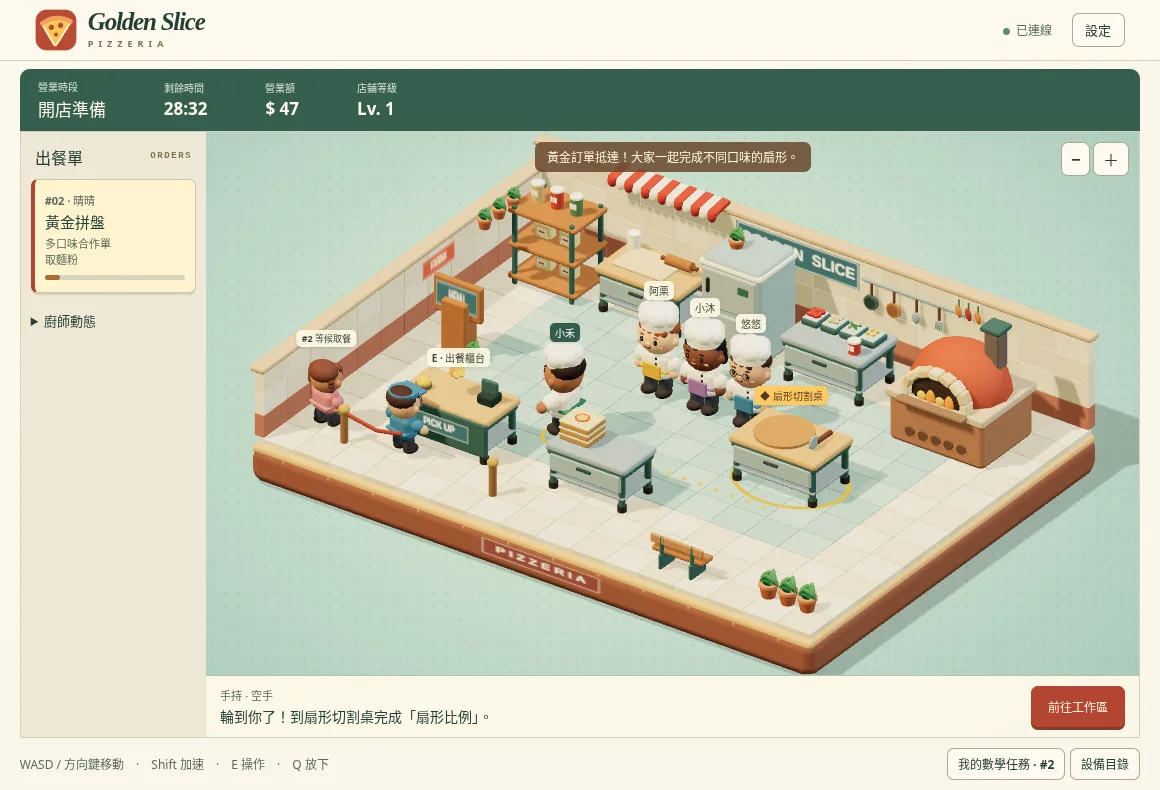 Golden Slice
PIZZERIA
已連線
設定
營業時段
開店準備
剩餘時間
28:32
營業額
$ 47
店鋪等級
Lv. 1
出餐單
ORDERS
#02 · 晴晴
黃金拼盤
多口味合作單
取麵粉
▶ 廚師動態
黃金訂單抵達！大家一起完成不同口味的扇形。
−
+
N SLICE
阿栗
小沐
悠悠
小禾
#2 等候取餐
E · 出餐櫃台
◆ 扇形切割桌
PICK UP
PIZZERIA
手持 · 空手
輪到你了！到扇形切割桌完成「扇形比例」。
前往工作區
WASD / 方向鍵移動 · Shift 加速 · E 操作 · Q 放下
我的數學任務 · #2
設備目錄